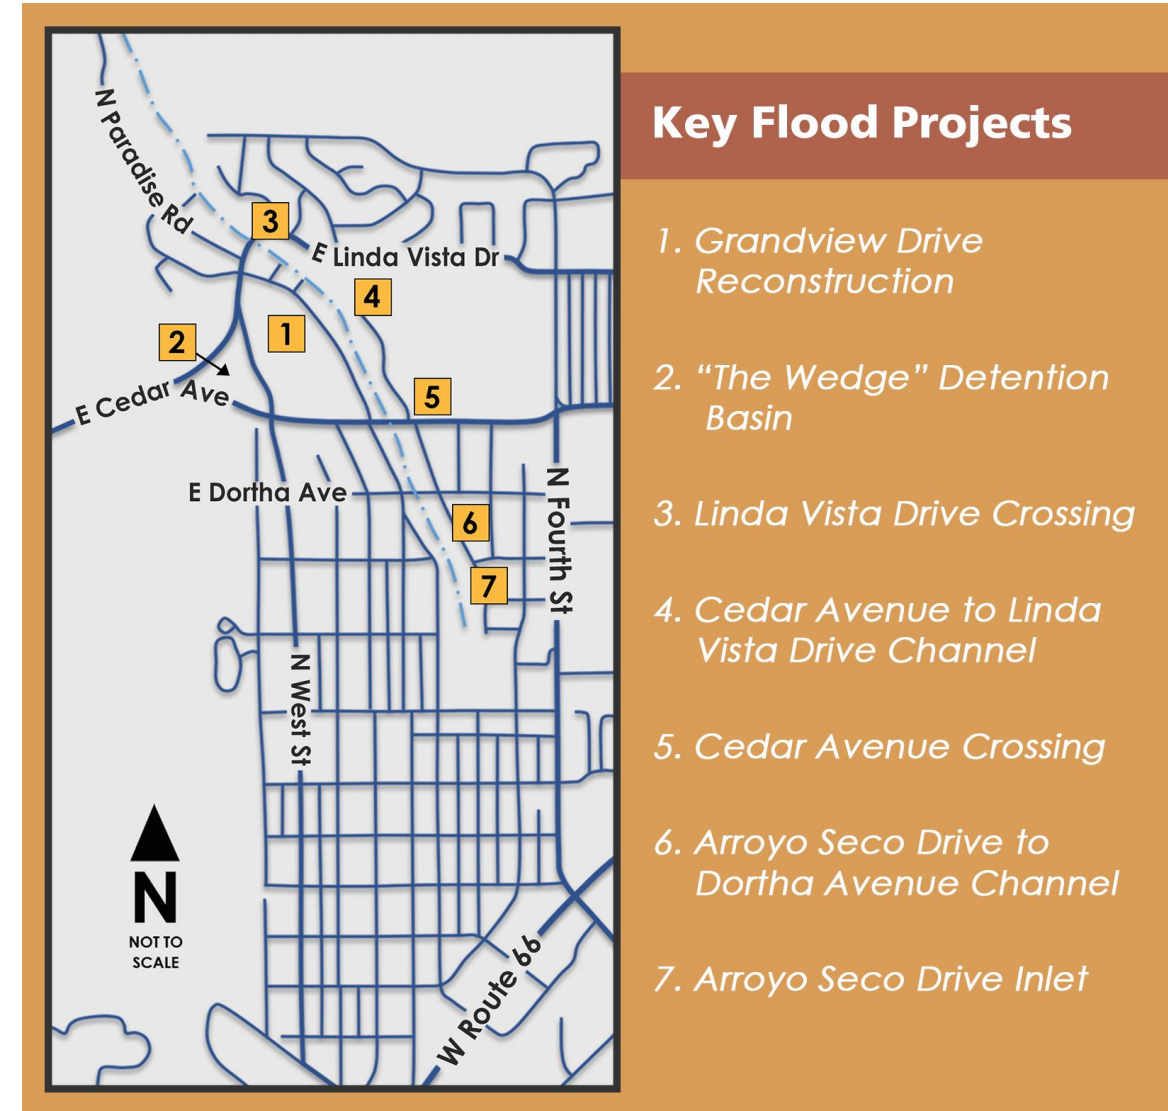 N Paradise Rd
3
E Linda Vista Dr
4
1
2
E Cedar Ave
5
E Dortha Ave
6
N Fourth St
7
N West St
N
NOT TO
SCALE
W Route 66
Key Flood Projects
1. Grandview Drive
Reconstruction
2. “The Wedge” Detention
Basin
3. Linda Vista Drive Crossing
4. Cedar Avenue to Linda
Vista Drive Channel
5. Cedar Avenue Crossing
6. Arroyo Seco Drive to
Dortha Avenue Channel
7. Arroyo Seco Drive Inlet